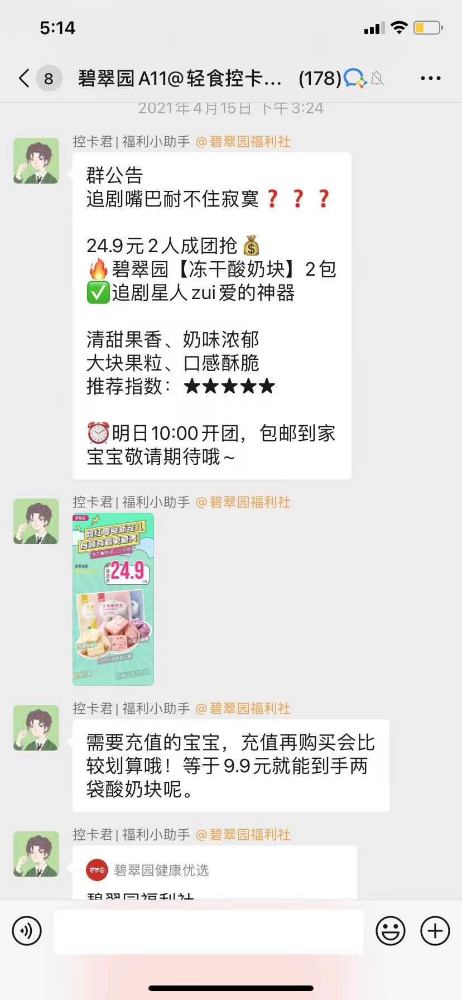 5:14
8
碧翠园A11@轻食控卡... (178)
2021年4月15日 下午3:24
控卡君|福利小助手 @碧翠园福利社
群公告
追剧嘴巴耐不住寂寞❓❓❓
24.9元2人成团抢💰
🔥碧翠园【冻干酸奶块】2包
✅追剧星人zui爱的神器
清甜果香、奶味浓郁
大块果粒、口感酥脆
推荐指数：★★★★★
⏰明日10:00开团，包邮到家
宝宝敬请期待哦~
控卡君|福利小助手 @碧翠园福利社
网红零食新宠儿
有颜有料更营养
冻干酸奶块 2人成团
推荐指数:
拼团价
24.9
2包
控卡君|福利小助手 @碧翠园福利社
需要充值的宝宝，充值再购买会比
较划算哦！等于9.9元就能到手两
袋酸奶块呢。
控卡君|福利小助手 @碧翠园福利社
碧翠园
碧翠园健康优选
碧翠园福利社